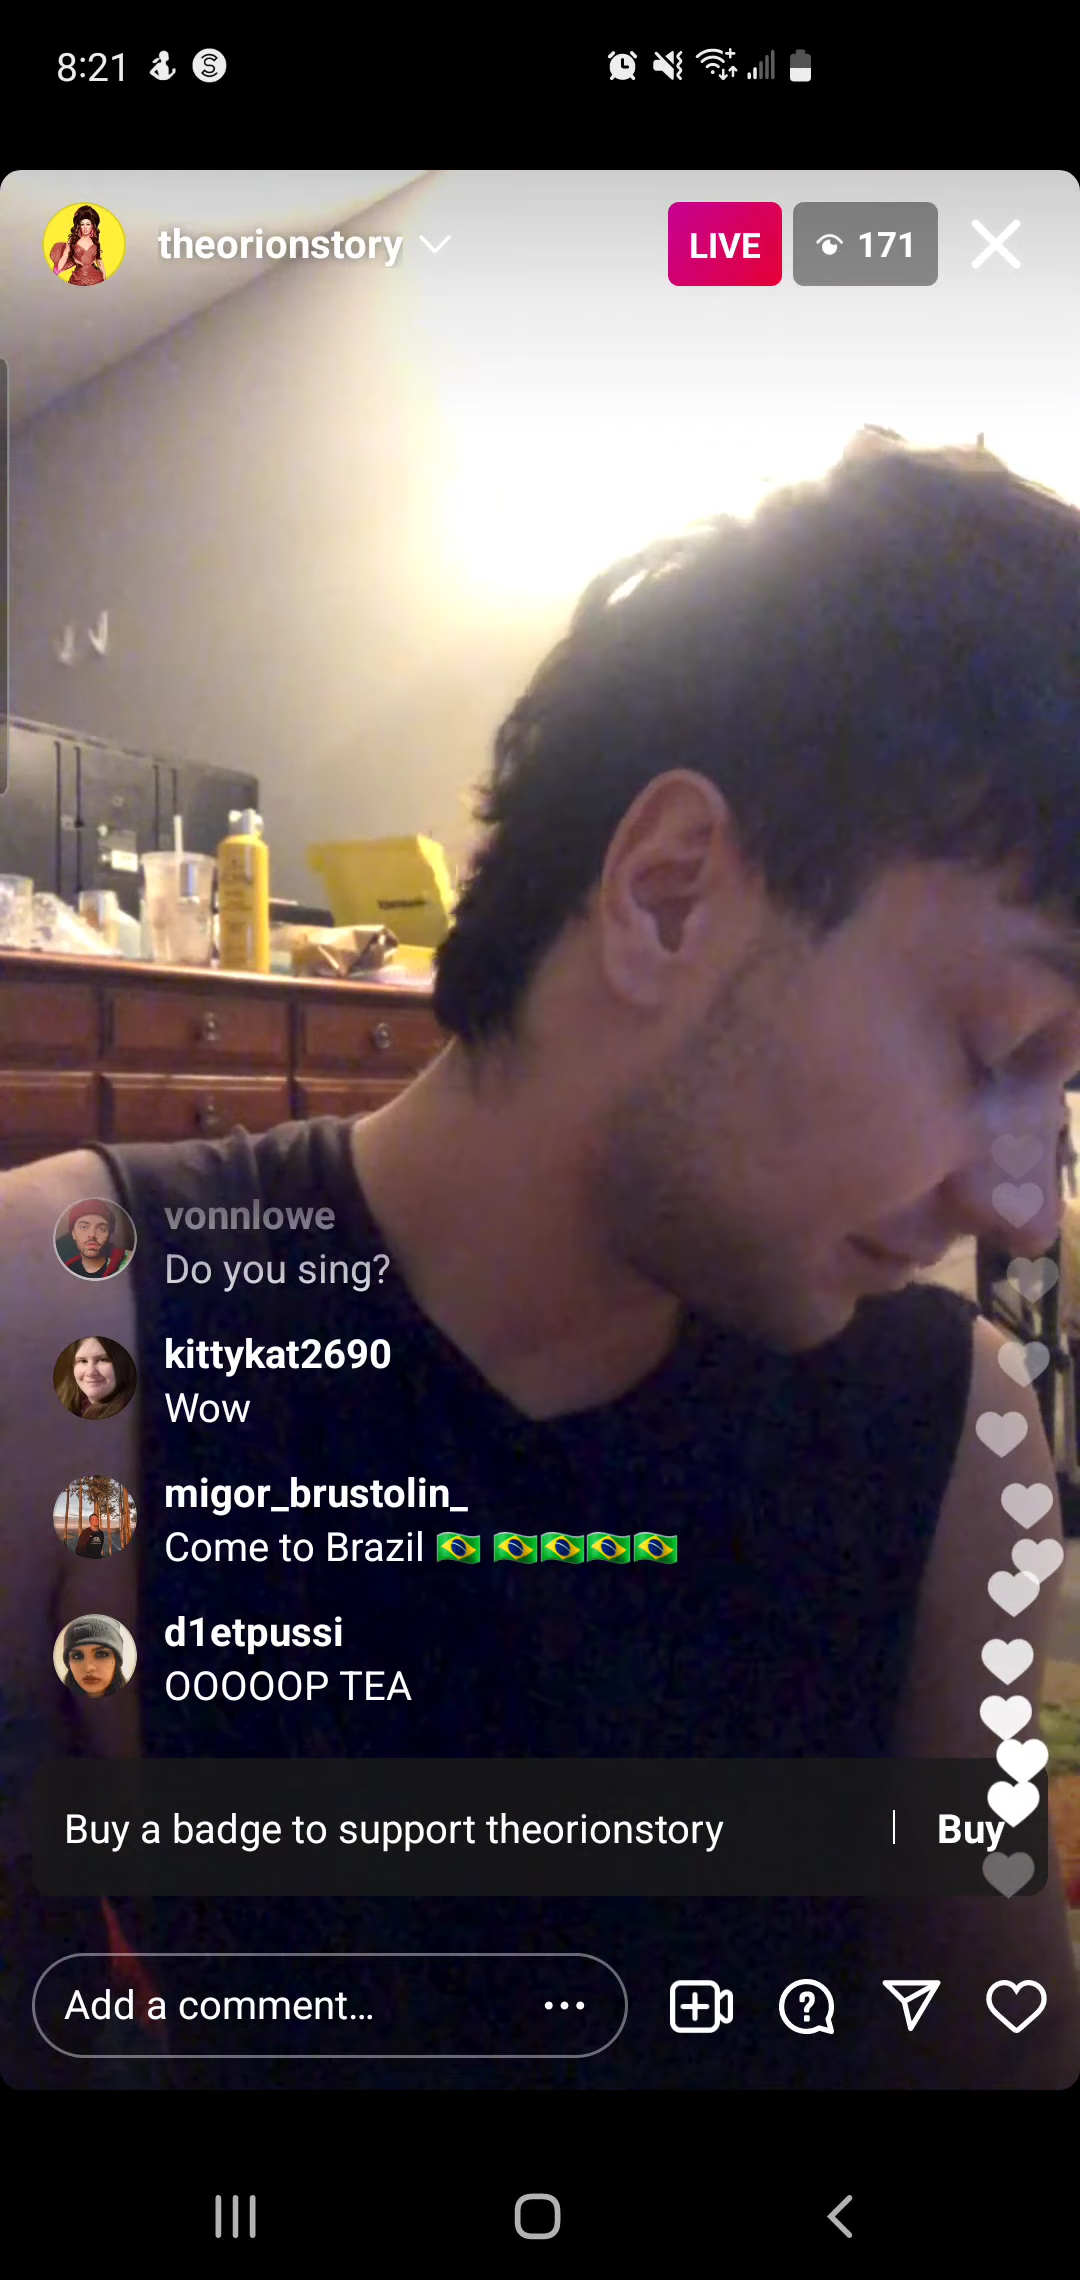 8:21
theorionstory
LIVE
171
vonnlowe
Do you sing?
kittykat2690
Wow
migor_brustolin_
Come to Brazil 🇧🇷 🇧🇷🇧🇷🇧🇷🇧🇷
d1etpussi
OOOOOP TEA
Buy a badge to support theorionstory | Buy
Add a comment...